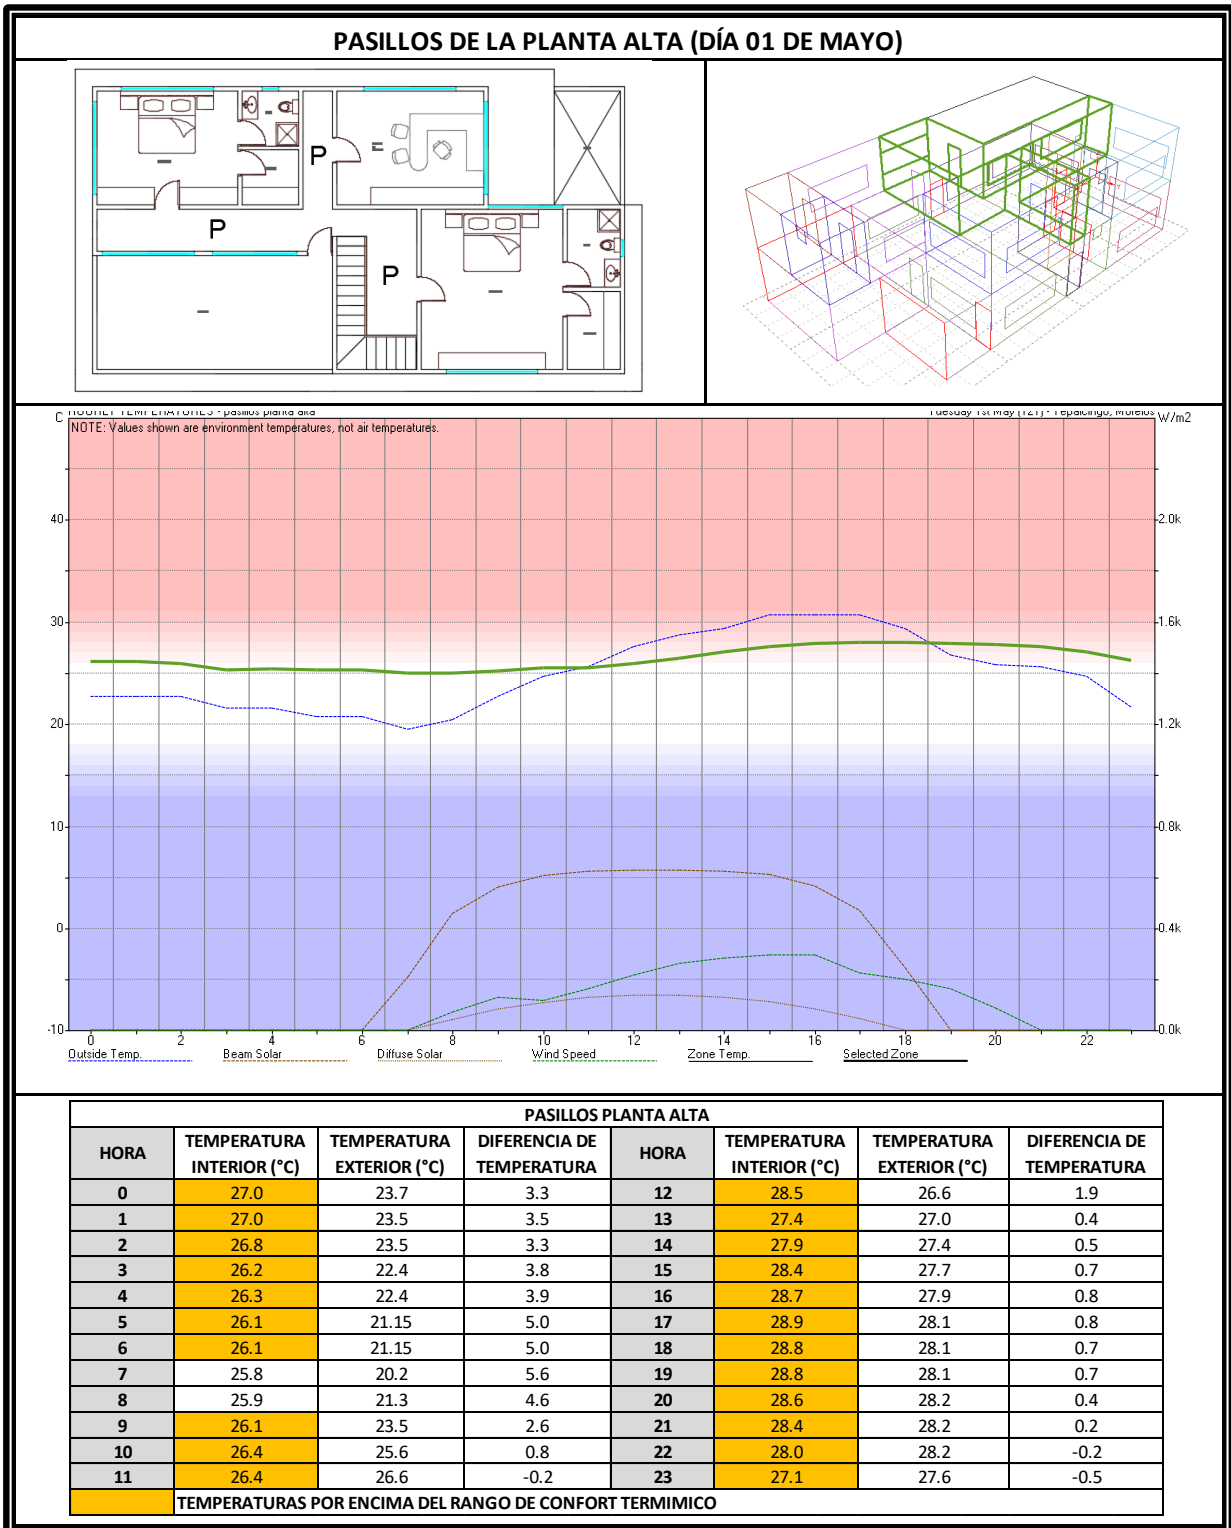 PASILLOS DE LA PLANTA ALTA (DÍA 01 DE MAYO)
P
P
P
C
HOURLY TEMPERATURES - pasillos planta alta
Tuesday 1st May (121) - Tepalcingo, Morelos
W/m2
NOTE: Values shown are environment temperatures, not air temperatures.
40
2.0k
30
1.6k
20
1.2k
10
0.8k
0
0.4k
-10
0.0k
0 2 4 6 8 10 12 14 16 18 20 22
Outside Temp. Beam Solar Diffuse Solar Wind Speed Zone Temp. Selected Zone
PASILLOS PLANTA ALTA
HORA TEMPERATURA INTERIOR (°C) TEMPERATURA EXTERIOR (°C) DIFERENCIA DE TEMPERATURA HORA TEMPERATURA INTERIOR (°C) TEMPERATURA EXTERIOR (°C) DIFERENCIA DE TEMPERATURA
0 27.0 23.7 3.3 12 28.5 26.6 1.9
1 27.0 23.5 3.5 13 27.4 27.0 0.4
2 26.8 23.5 3.3 14 27.9 27.4 0.5
3 26.2 22.4 3.8 15 28.4 27.7 0.7
4 26.3 22.4 3.9 16 28.7 27.9 0.8
5 26.1 21.15 5.0 17 28.9 28.1 0.8
6 26.1 21.15 5.0 18 28.8 28.1 0.7
7 25.8 20.2 5.6 19 28.8 28.1 0.7
8 25.9 21.3 4.6 20 28.6 28.2 0.4
9 26.1 23.5 2.6 21 28.4 28.2 0.2
10 26.4 25.6 0.8 22 28.0 28.2 -0.2
11 26.4 26.6 -0.2 23 27.1 27.6 -0.5
TEMPERATURAS POR ENCIMA DEL RANGO DE CONFORT TERMIMICO